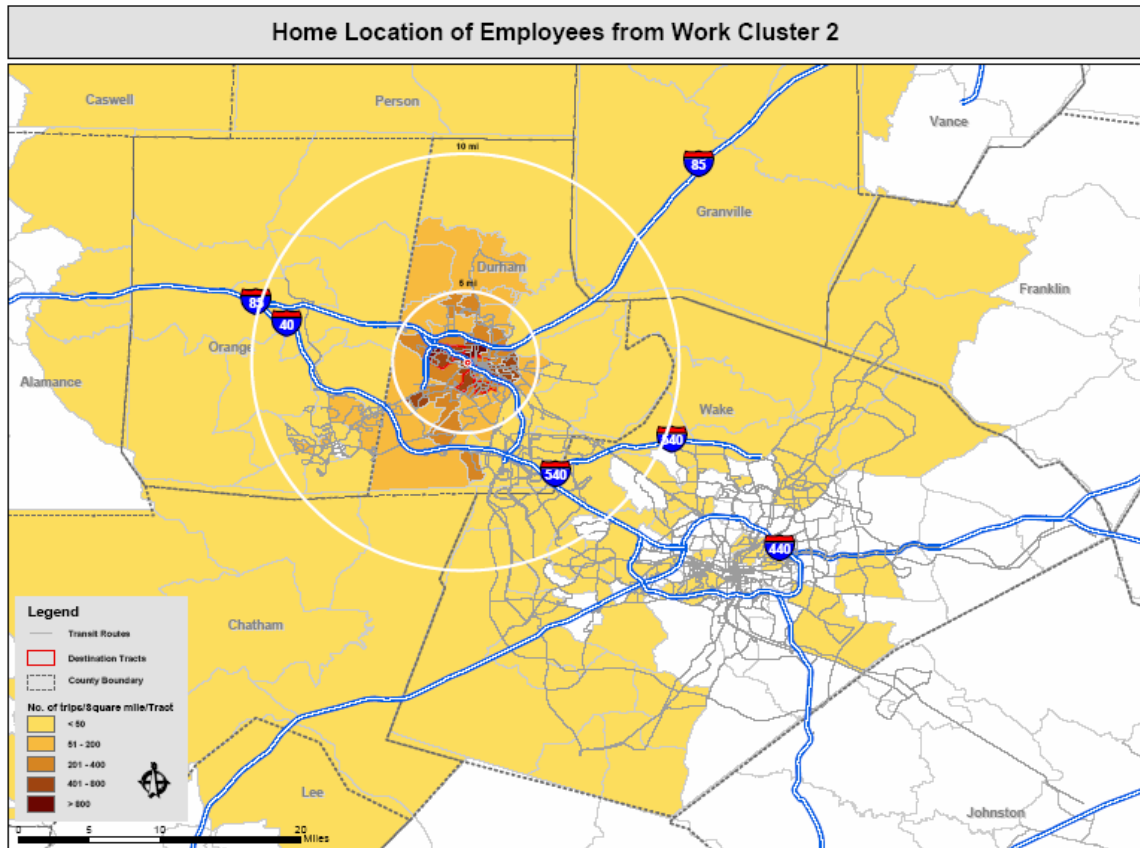 Home Location of Employees from Work Cluster 2
Caswell
Person
Vance
10 mi
85
Granville
Durham
5 mi
Franklin
85
40
Orange
Alamance
Wake
540
540
440
Legend
Transit Routes
Destination Tracts
County Boundary
No. of trips/Square mile/Tract
< 50
51 - 200
201 - 400
401 - 800
> 800
Chatham
Lee
Johnston
0 5 10 20
Miles